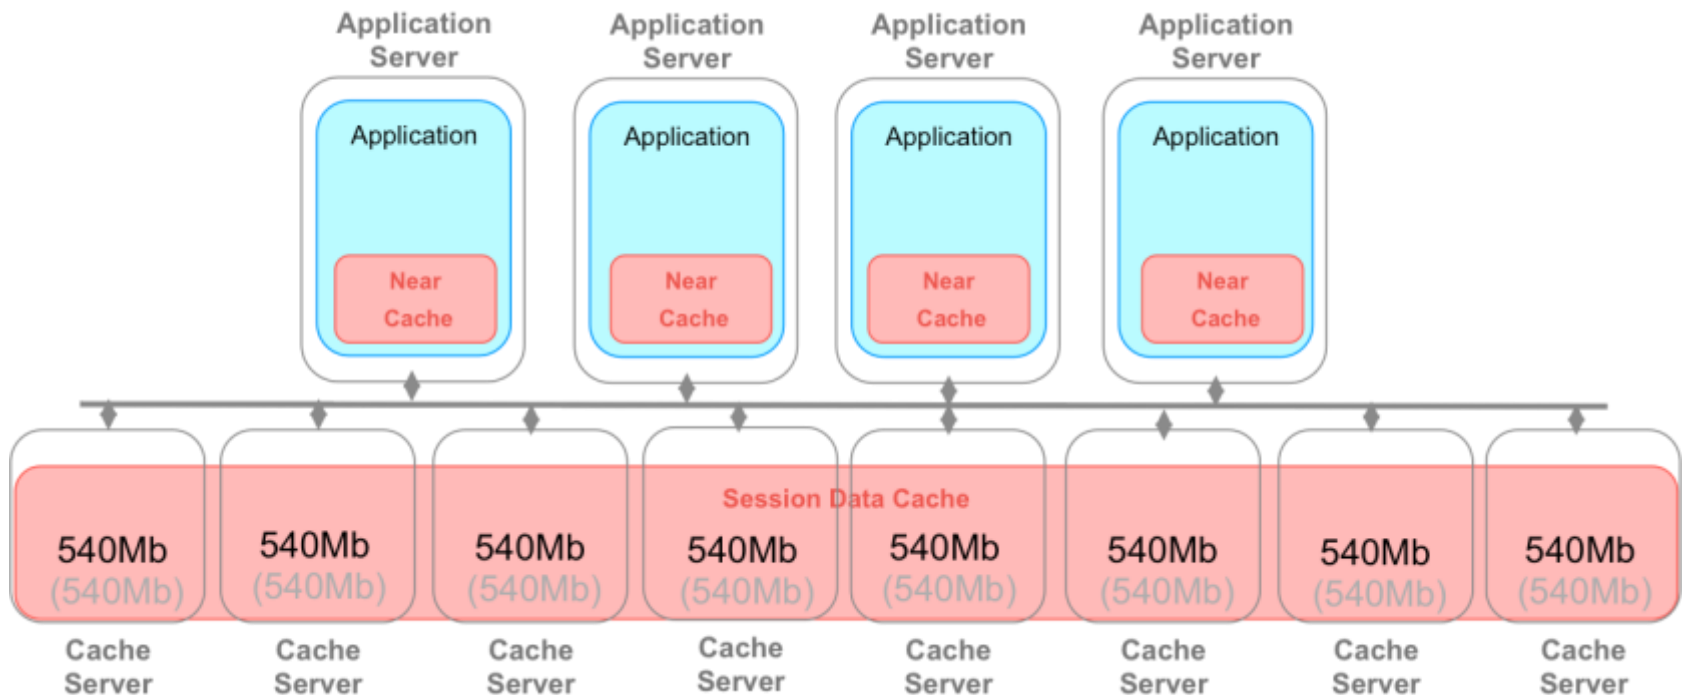 Application
Server
Application
Server
Application
Server
Application
Server
Application
Near
Cache
Application
Near
Cache
Application
Near
Cache
Application
Near
Cache
Session Data Cache
540Mb
(540Mb)
540Mb
(540Mb)
540Mb
(540Mb)
540Mb
(540Mb)
540Mb
(540Mb)
540Mb
(540Mb)
540Mb
(540Mb)
540Mb
(540Mb)
Cache
Server
Cache
Server
Cache
Server
Cache
Server
Cache
Server
Cache
Server
Cache
Server
Cache
Server